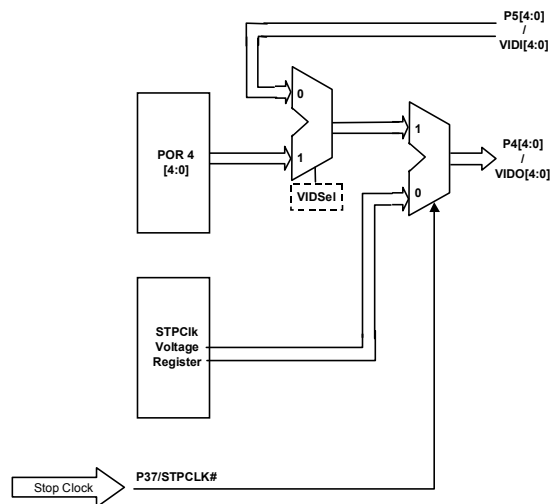 P5[4:0]
/
VIDI[4:0]
0
POR 4
[4:0]
1
VIDSel
1
0
P4[4:0]
/
VIDO[4:0]
STPClk
Voltage
Register
Stop Clock
P37/STPCLK#